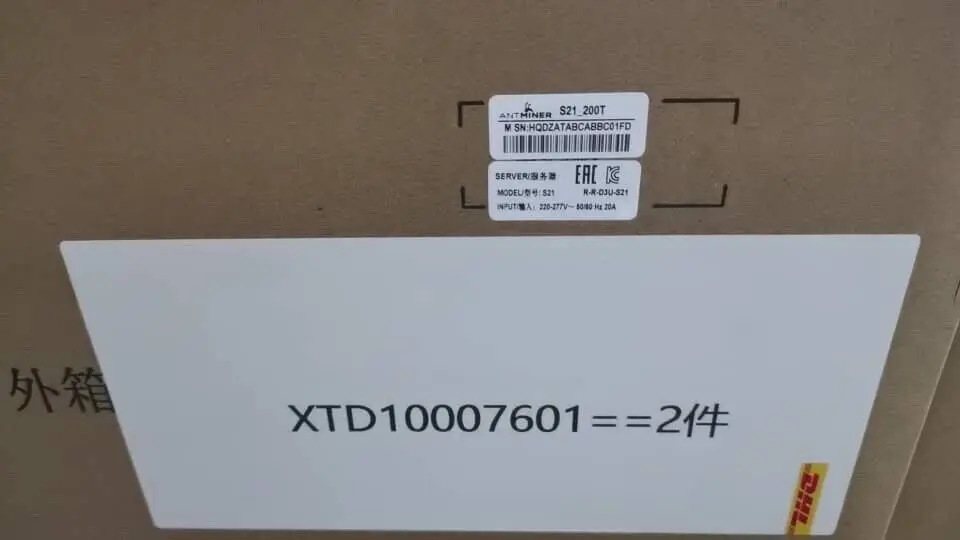 ANTMINER S21_200T
M SN:HQDZATABCABBC01FD
SERVER/服务器 EAC
MODEL/型号: S21 R-R-D3U-S21
INPUT/输入: 220-277V~ 50/60 Hz 20A
外箱
XTD10007601==2件
DHL